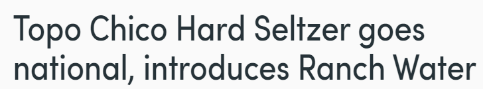 Topo Chico Hard Seltzer goes
national, introduces Ranch Water